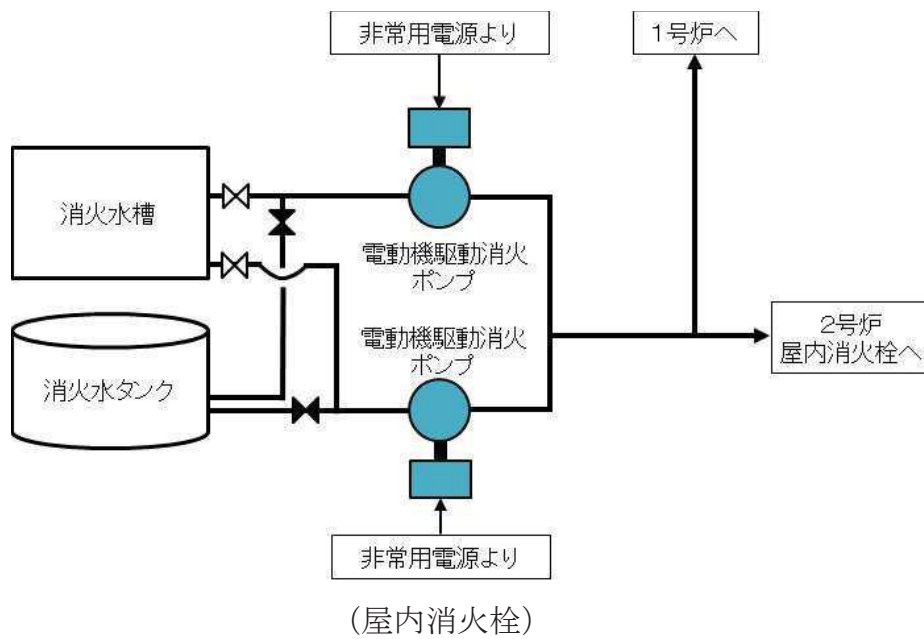 非常用電源より
1号炉へ
消火水槽
電動機駆動消火
ポンプ
電動機駆動消火
ポンプ
2号炉
屋内消火栓へ
消火水タンク
非常用電源より
(屋内消火栓)